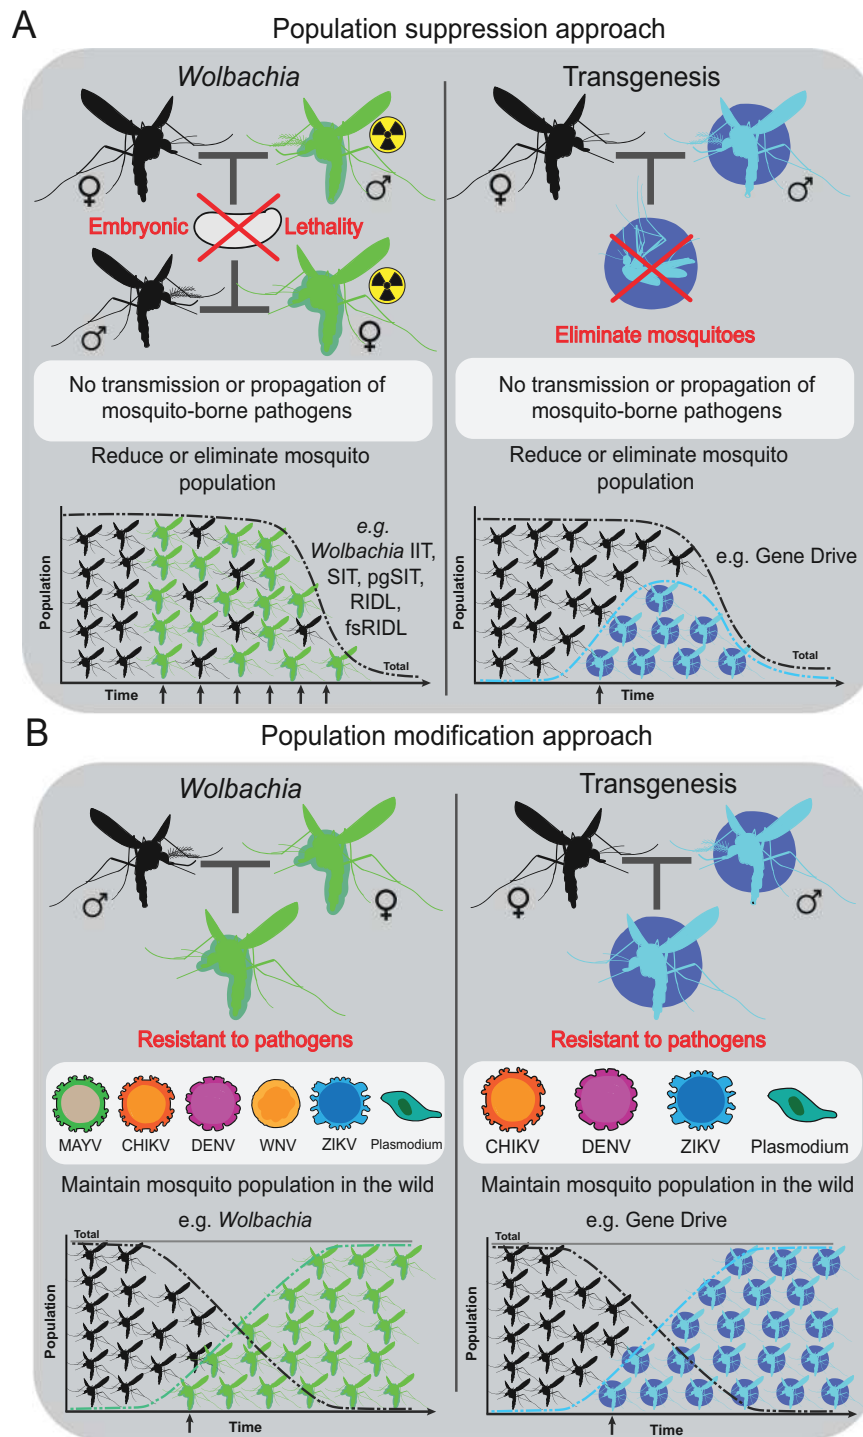 A
Population suppression approach
Wolbachia
♀
♂
Embryonic
Lethality
♂
♀
No transmission or propagation of
mosquito-borne pathogens
Reduce or eliminate mosquito
population
e.g.
Wolbachia IIT,
SIT, pgSIT,
RIDL,
fsRIDL
Population
Total
Time
Transgenesis
♀
♂
Eliminate mosquitoes
No transmission or propagation of
mosquito-borne pathogens
Reduce or eliminate mosquito
population
e.g. Gene Drive
Population
Total
Time
B
Population modification approach
Wolbachia
♂
♀
Resistant to pathogens
MAYV
CHIKV
DENV
WNV
ZIKV
Plasmodium
Maintain mosquito population in the wild
e.g. Wolbachia
Total
Population
Time
Transgenesis
♀
♂
Resistant to pathogens
CHIKV
DENV
ZIKV
Plasmodium
Maintain mosquito population in the wild
e.g. Gene Drive
Total
Population
Time